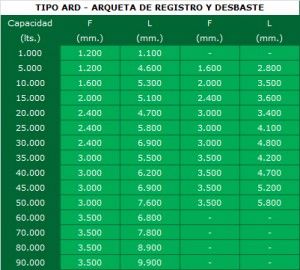 TIPO ARD - ARQUETA DE REGISTRO Y DESBASTE
Capacidad (lts.) F (mm.) L (mm.) F (mm.) L (mm.)
1.000 1.200 1.100 - -
5.000 1.200 4.600 1.600 2.800
10.000 1.600 5.300 2.000 3.500
15.000 2.000 5.100 2.400 3.600
20.000 2.400 4.700 3.000 3.400
25.000 2.400 5.800 3.000 4.100
30.000 2.400 6.900 3.000 4.800
35.000 3.000 5.500 3.500 4.200
40.000 3.000 6.200 3.500 4.700
45.000 3.000 6.900 3.500 5.200
50.000 3.000 7.600 3.500 5.800
60.000 3.500 6.800 - -
70.000 3.500 7.800 - -
80.000 3.500 8.900 - -
90.000 3.500 9.900 - -